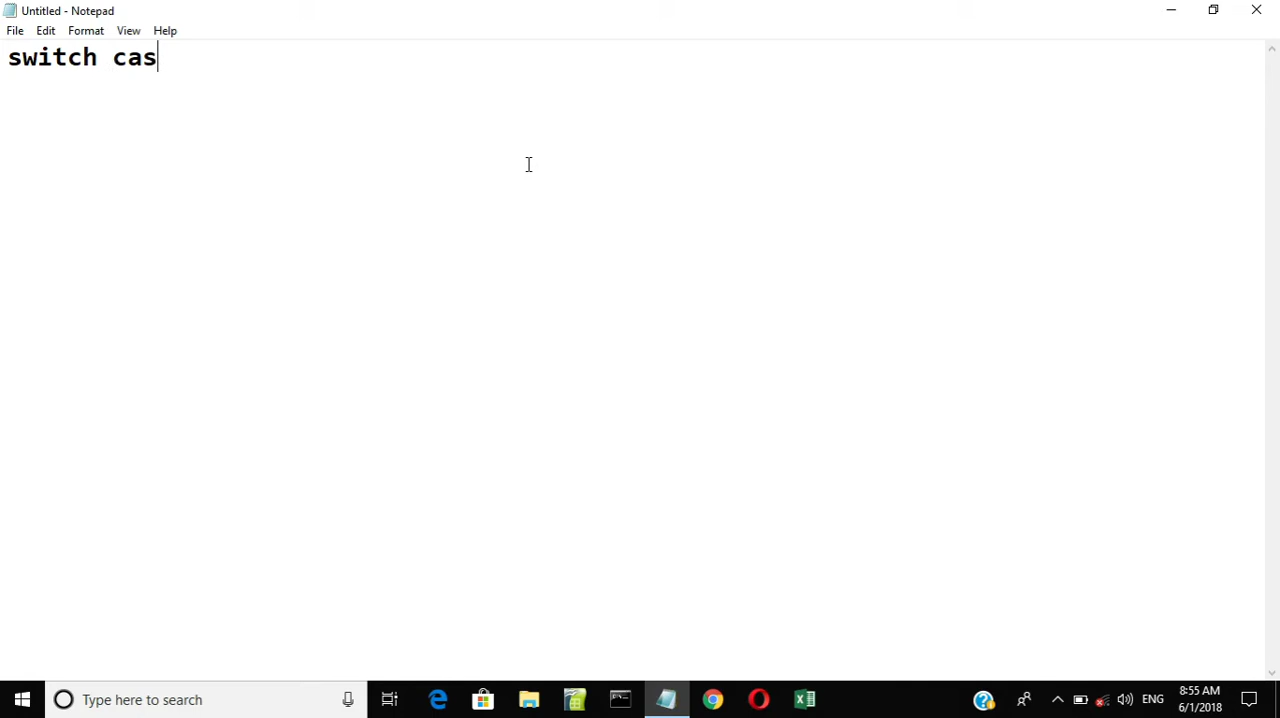 Untitled - Notepad
File Edit Format View Help
switch cas
Type here to search
ENG
8:55 AM
6/1/2018